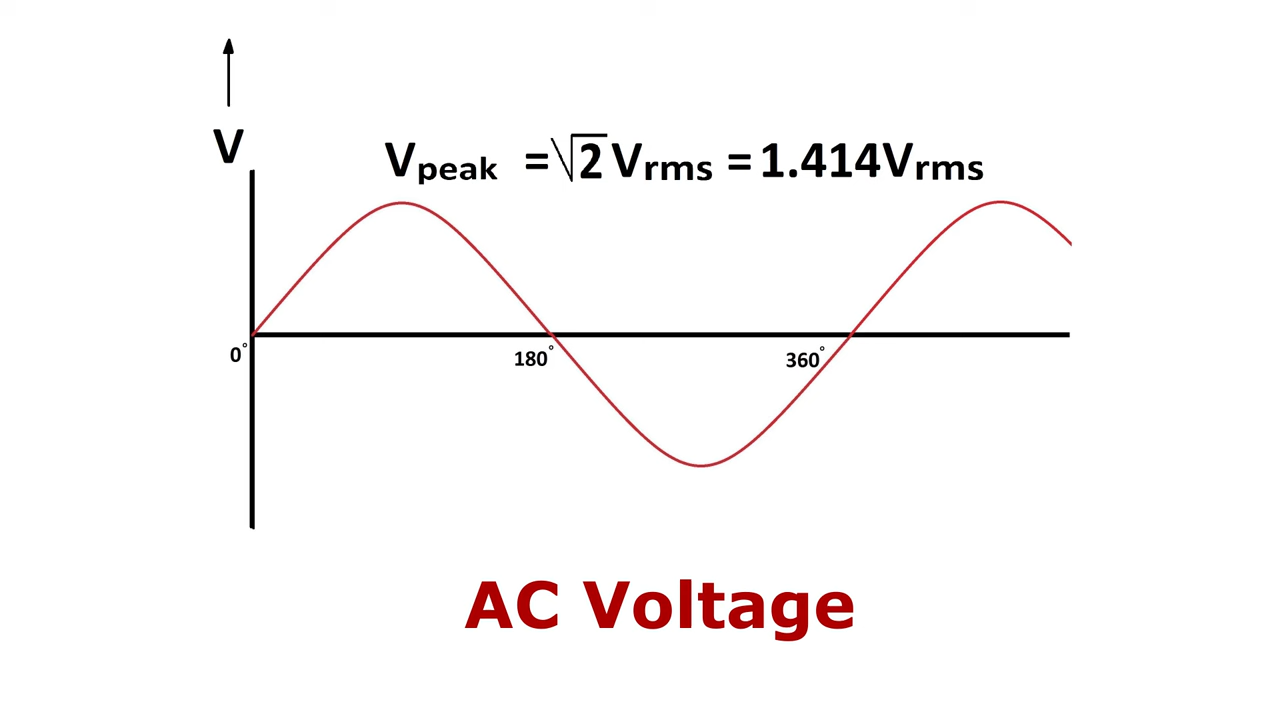 V
Vpeak = √2 Vrms = 1.414Vrms
0° 180° 360°
AC Voltage